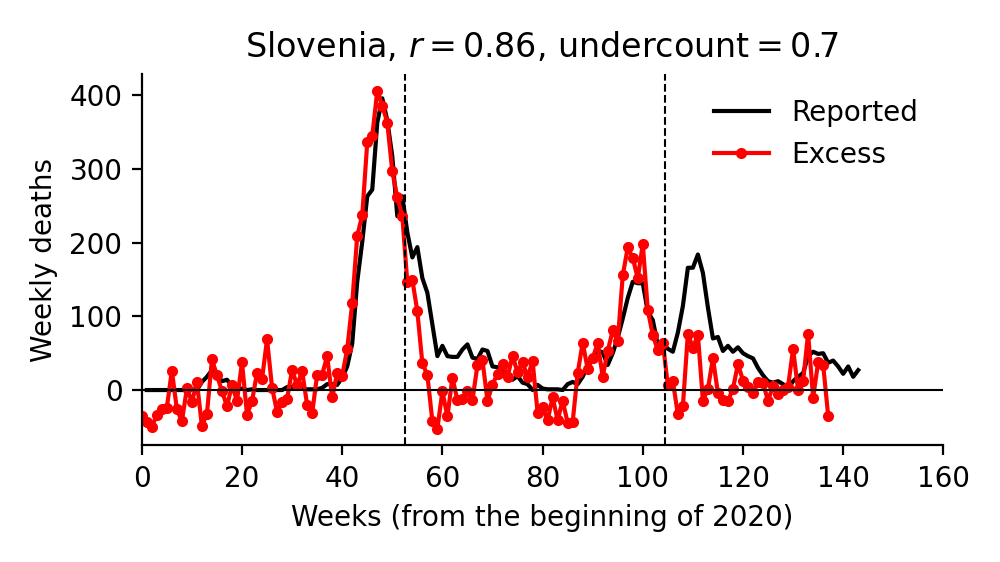 Slovenia, r = 0.86, undercount = 0.7
Reported
Excess
Weekly deaths
400
300
200
100
0
0 20 40 60 80 100 120 140 160
Weeks (from the beginning of 2020)